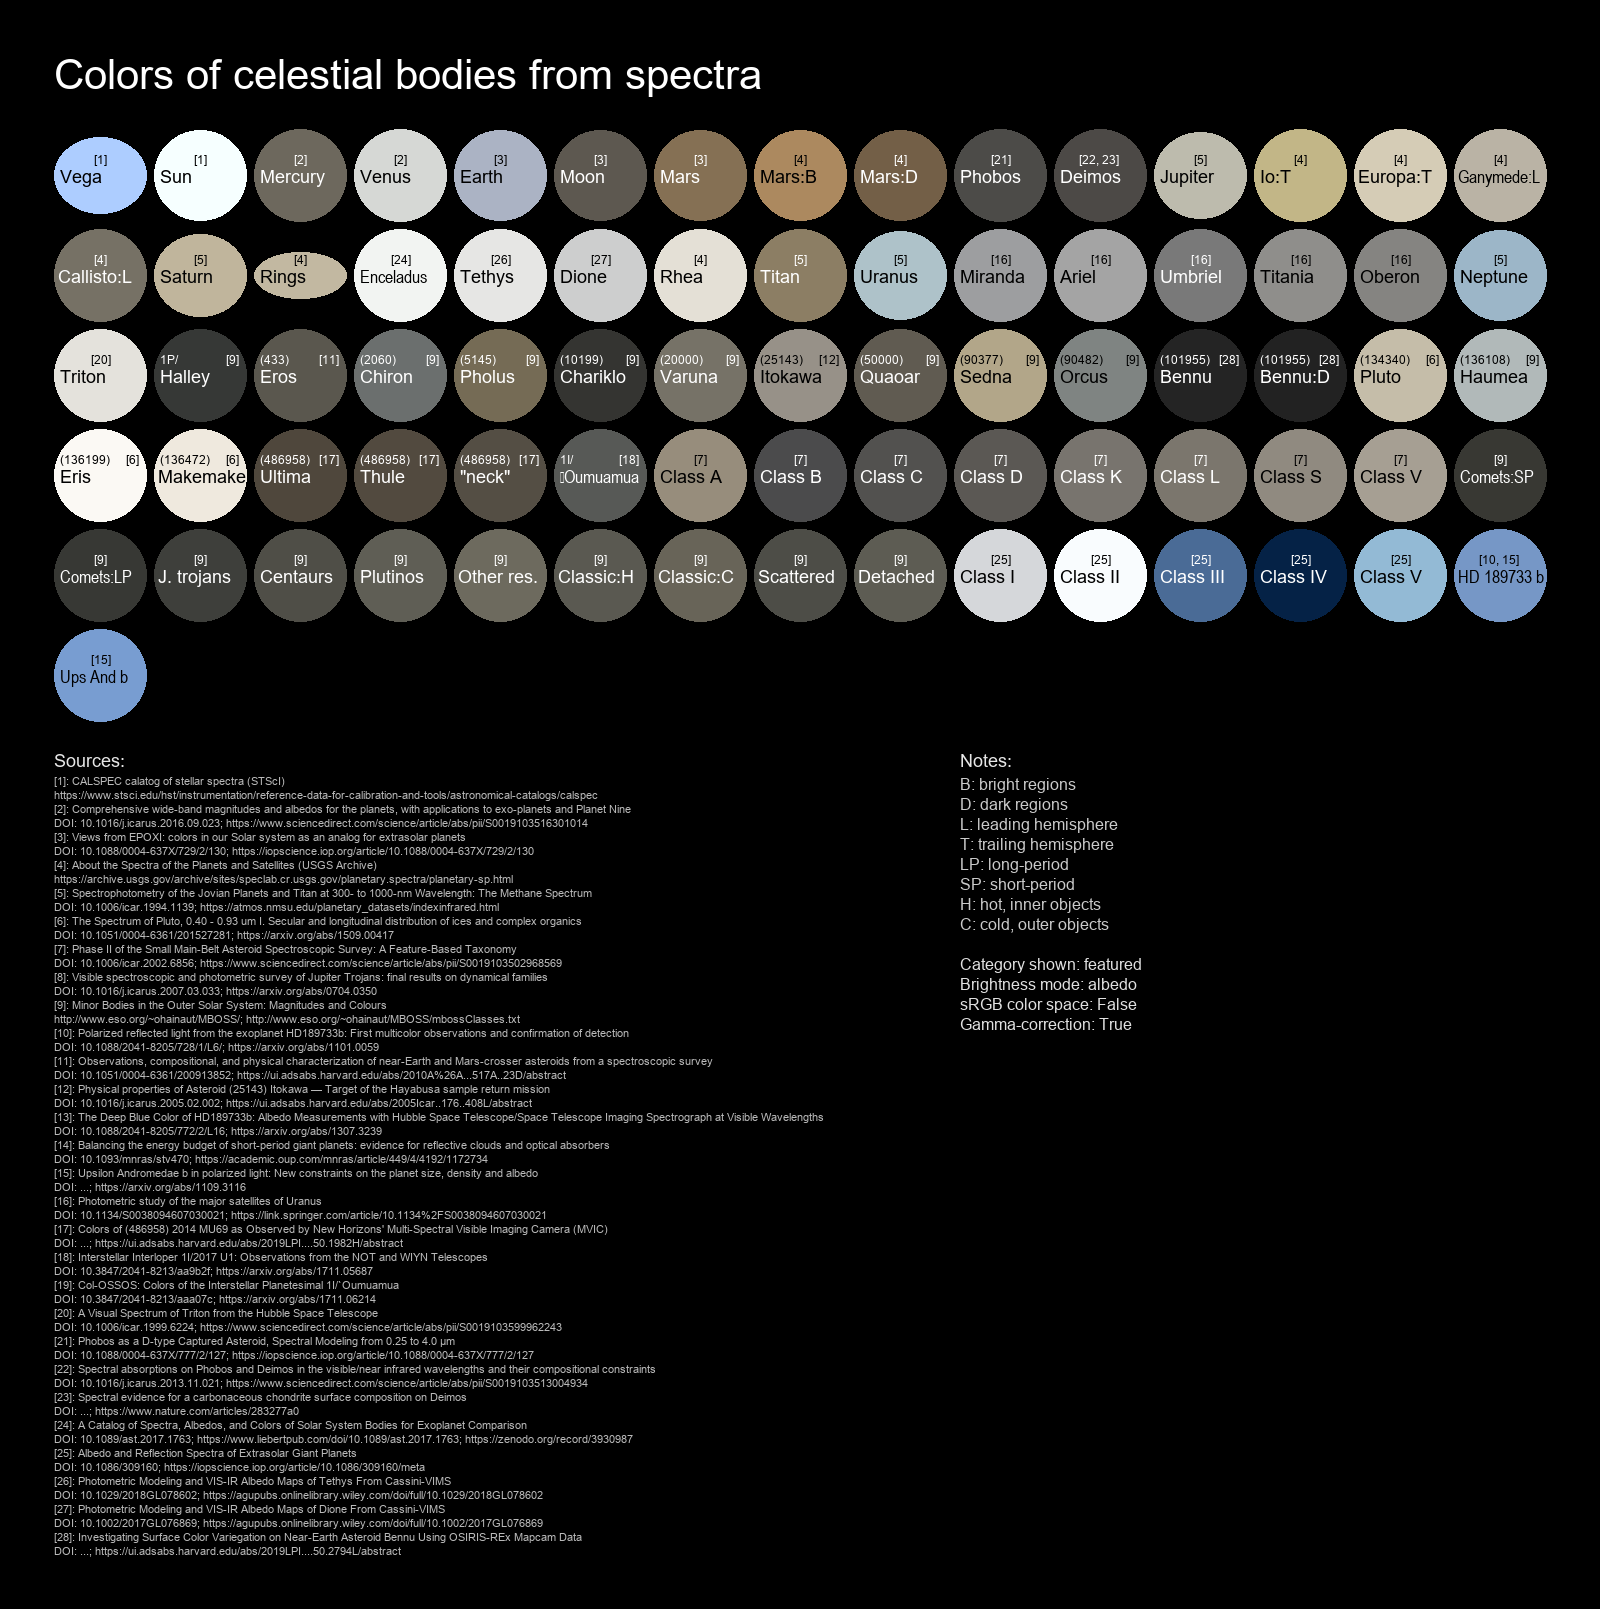 Colors of celestial bodies from spectra
[1] [1] [2] [2] [3] [3] [3] [4] [4] [21] [22, 23] [5] [4] [4] [4]
Vega Sun Mercury Venus Earth Moon Mars Mars:B Mars:D Phobos Deimos Jupiter Io:T Europa:T Ganymede:L
[4] [5] [4] [24] [26] [27] [4] [5] [5] [16] [16] [16] [16] [16] [5]
Callisto:L Saturn Rings Enceladus Tethys Dione Rhea Titan Uranus Miranda Ariel Umbriel Titania Oberon Neptune
[20] 1P/ [9] (433) [11] (2060) [9] (5145) [9] (10199) [9] (20000) [9] (25143) [12] (50000) [9] (90377) [9] (90482) [9] (101955) [28] (101955) [28] (134340) [6] (136108) [9]
Triton Halley Eros Chiron Pholus Chariklo Varuna Itokawa Quaoar Sedna Orcus Bennu Bennu:D Pluto Haumea
(136199) [6] (136472) [6] (486958) [17] (486958) [17] (486958) [17] 1I/ [18] [7] [7] [7] [7] [7] [7] [7] [7] [9]
Eris Makemake Ultima Thule "neck" Oumuamua Class A Class B Class C Class D Class K Class L Class S Class V Comets:SP
[9] [9] [9] [9] [9] [9] [9] [9] [9] [25] [25] [25] [25] [25] [10, 15]
Comets:LP J. trojans Centaurs Plutinos Other res. Classic:H Classic:C Scattered Detached Class I Class II Class III Class IV Class V HD 189733 b
[15]
Ups And b
Sources:
[1]: CALSPEC calatog of stellar spectra (STScI)
https://www.stsci.edu/hst/instrumentation/reference-data-for-calibration-and-tools/astronomical-catalogs/calspec
[2]: Comprehensive wide-band magnitudes and albedos for the planets, with applications to exo-planets and Planet Nine
DOI: 10.1016/j.icarus.2016.09.023; https://www.sciencedirect.com/science/article/abs/pii/S0019103516301014
[3]: Views from EPOXI: colors in our Solar system as an analog for extrasolar planets
DOI: 10.1088/0004-637X/729/2/130; https://iopscience.iop.org/article/10.1088/0004-637X/729/2/130
[4]: About the Spectra of the Planets and Satellites (USGS Archive)
https://archive.usgs.gov/archive/sites/speclab.cr.usgs.gov/planetary.spectra/planetary-sp.html
[5]: Spectrophotometry of the Jovian Planets and Titan at 300- to 1000-nm Wavelength: The Methane Spectrum
DOI: 10.1006/icar.1994.1139; https://atmos.nmsu.edu/planetary_datasets/indexinfrared.html
[6]: The Spectrum of Pluto, 0.40 - 0.93 um I. Secular and longitudinal distribution of ices and complex organics
DOI: 10.1051/0004-6361/201527281; https://arxiv.org/abs/1509.00417
[7]: Phase II of the Small Main-Belt Asteroid Spectroscopic Survey: A Feature-Based Taxonomy
DOI: 10.1006/icar.2002.6856; https://www.sciencedirect.com/science/article/abs/pii/S0019103502968569
[8]: Visible spectroscopic and photometric survey of Jupiter Trojans: final results on dynamical families
DOI: 10.1016/j.icarus.2007.03.033; https://arxiv.org/abs/0704.0350
[9]: Minor Bodies in the Outer Solar System: Magnitudes and Colours
http://www.eso.org/~ohainaut/MBOSS/; http://www.eso.org/~ohainaut/MBOSS/mbossClasses.txt
[10]: Polarized reflected light from the exoplanet HD189733b: First multicolor observations and confirmation of detection
DOI: 10.1088/2041-8205/728/1/L6/; https://arxiv.org/abs/1101.0059
[11]: Observations, compositional, and physical characterization of near-Earth and Mars-crosser asteroids from a spectroscopic survey
DOI: 10.1051/0004-6361/200913852; https://ui.adsabs.harvard.edu/abs/2010A%26A...517A..23D/abstract
[12]: Physical properties of Asteroid (25143) Itokawa — Target of the Hayabusa sample return mission
DOI: 10.1016/j.icarus.2005.02.002; https://ui.adsabs.harvard.edu/abs/2005Icar..176..408L/abstract
[13]: The Deep Blue Color of HD189733b: Albedo Measurements with Hubble Space Telescope/Space Telescope Imaging Spectrograph at Visible Wavelengths
DOI: 10.1088/2041-8205/772/2/L16; https://arxiv.org/abs/1307.3239
[14]: Balancing the energy budget of short-period giant planets: evidence for reflective clouds and optical absorbers
DOI: 10.1093/mnras/stv470; https://academic.oup.com/mnras/article/449/4/4192/1172734
[15]: Upsilon Andromedae b in polarized light: New constraints on the planet size, density and albedo
DOI: ...; https://arxiv.org/abs/1109.3116
[16]: Photometric study of the major satellites of Uranus
DOI: 10.1134/S0038094607030021; https://link.springer.com/article/10.1134%2FS0038094607030021
[17]: Colors of (486958) 2014 MU69 as Observed by New Horizons' Multi-Spectral Visible Imaging Camera (MVIC)
DOI: ...; https://ui.adsabs.harvard.edu/abs/2019LPI....50.1982H/abstract
[18]: Interstellar Interloper 1I/2017 U1: Observations from the NOT and WIYN Telescopes
DOI: 10.3847/2041-8213/aa9b2f; https://arxiv.org/abs/1711.05687
[19]: Col-OSSOS: Colors of the Interstellar Planetesimal 1I/`Oumuamua
DOI: 10.3847/2041-8213/aaa07c; https://arxiv.org/abs/1711.06214
[20]: A Visual Spectrum of Triton from the Hubble Space Telescope
DOI: 10.1006/icar.1999.6224; https://www.sciencedirect.com/science/article/abs/pii/S0019103599962243
[21]: Phobos as a D-type Captured Asteroid, Spectral Modeling from 0.25 to 4.0 μm
DOI: 10.1088/0004-637X/777/2/127; https://iopscience.iop.org/article/10.1088/0004-637X/777/2/127
[22]: Spectral absorptions on Phobos and Deimos in the visible/near infrared wavelengths and their compositional constraints
DOI: 10.1016/j.icarus.2013.11.021; https://www.sciencedirect.com/science/article/abs/pii/S0019103513004934
[23]: Spectral evidence for a carbonaceous chondrite surface composition on Deimos
DOI: ...; https://www.nature.com/articles/283277a0
[24]: A Catalog of Spectra, Albedos, and Colors of Solar System Bodies for Exoplanet Comparison
DOI: 10.1089/ast.2017.1763; https://www.liebertpub.com/doi/10.1089/ast.2017.1763; https://zenodo.org/record/3930987
[25]: Albedo and Reflection Spectra of Extrasolar Giant Planets
DOI: 10.1086/309160; https://iopscience.iop.org/article/10.1086/309160/meta
[26]: Photometric Modeling and VIS-IR Albedo Maps of Tethys From Cassini-VIMS
DOI: 10.1029/2018GL078602; https://agupubs.onlinelibrary.wiley.com/doi/full/10.1029/2018GL078602
[27]: Photometric Modeling and VIS-IR Albedo Maps of Dione From Cassini-VIMS
DOI: 10.1002/2017GL076869; https://agupubs.onlinelibrary.wiley.com/doi/full/10.1002/2017GL076869
[28]: Investigating Surface Color Variegation on Near-Earth Asteroid Bennu Using OSIRIS-REx Mapcam Data
DOI: ...; https://ui.adsabs.harvard.edu/abs/2019LPI....50.2794L/abstract
Notes:
B: bright regions
D: dark regions
L: leading hemisphere
T: trailing hemisphere
LP: long-period
SP: short-period
H: hot, inner objects
C: cold, outer objects
Category shown: featured
Brightness mode: albedo
sRGB color space: False
Gamma-correction: True